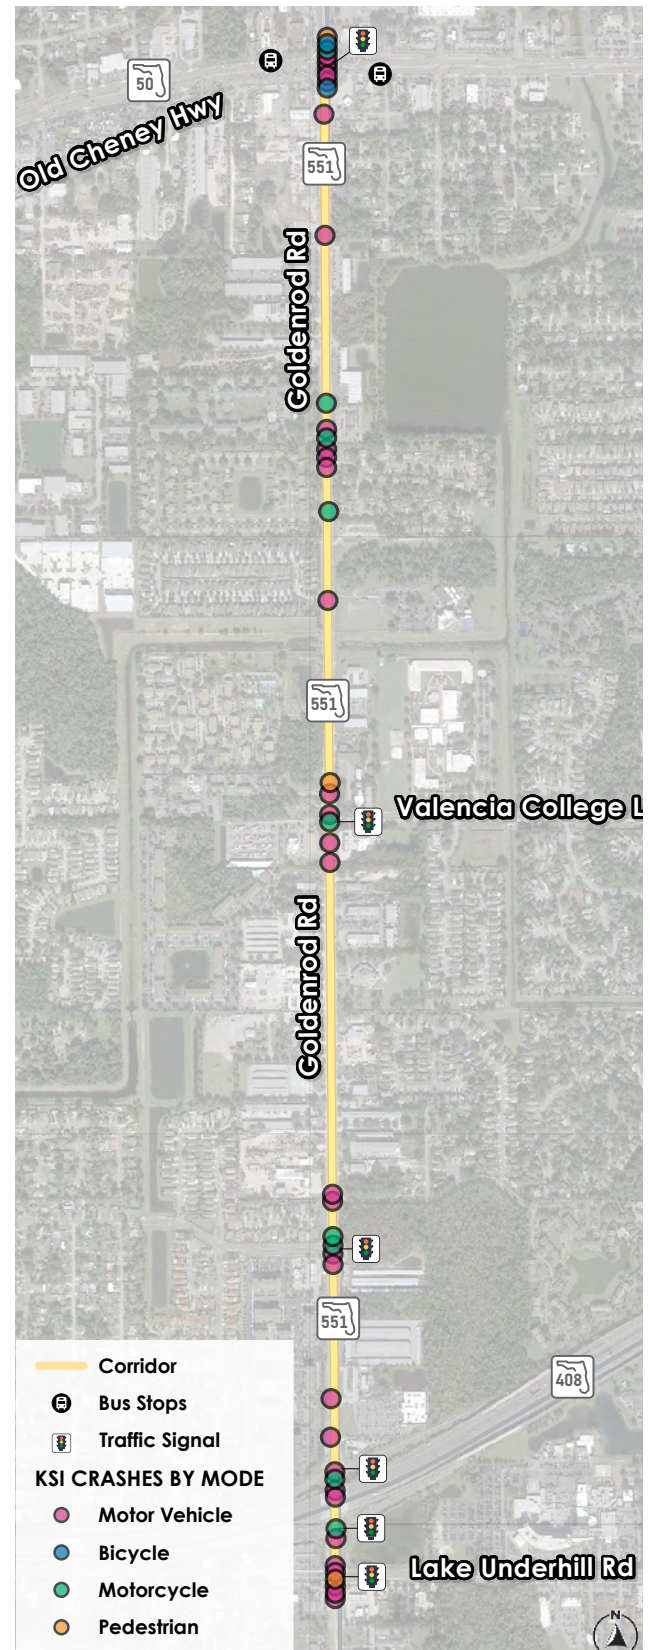 50
Old Cheney Hwy
551
Goldenrod Rd
551
Valencia College L
Goldenrod Rd
551
408
Corridor
Bus Stops
Traffic Signal
KSI CRASHES BY MODE
Motor Vehicle
Bicycle
Motorcycle
Pedestrian
Lake Underhill Rd
N